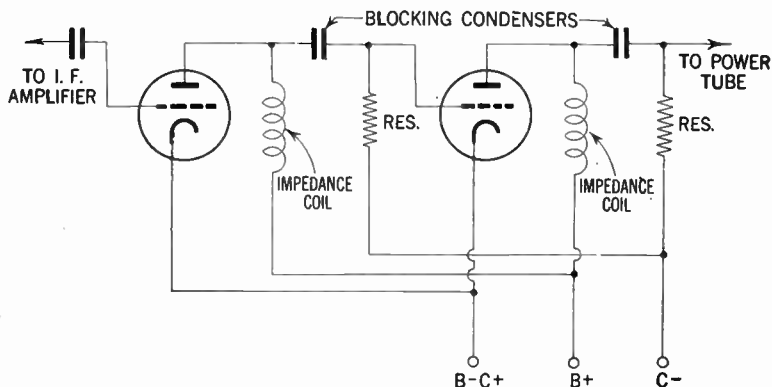 BLOCKING CONDENSERS
TO I. F.
AMPLIFIER
TO POWER
TUBE
RES.
RES.
IMPEDANCE
COIL
IMPEDANCE
COIL
B-C+
B+
C-